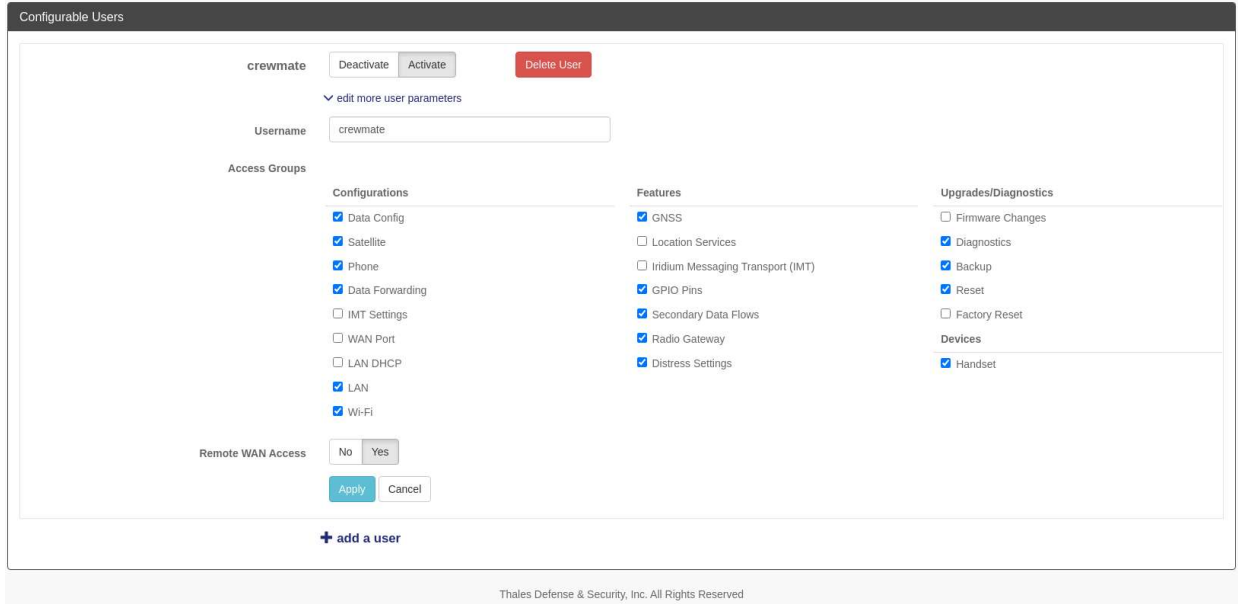 Configurable Users
crewmate Deactivate Activate Delete User
edit more user parameters
Username crewmate
Access Groups
Configurations Features Upgrades/Diagnostics
Data Config GNSS Firmware Changes
Satellite Location Services Diagnostics
Phone Iridium Messaging Transport (IMT) Backup
Data Forwarding GPIO Pins Reset
IMT Settings Secondary Data Flows Factory Reset
WAN Port Radio Gateway Devices
LAN DHCP Distress Settings Handset
LAN
Wi-Fi
Remote WAN Access No Yes
Apply Cancel
add a user
Thales Defense & Security, Inc. All Rights Reserved